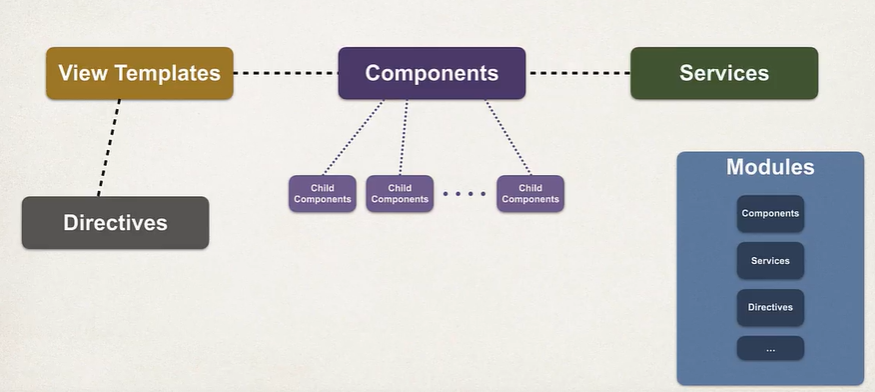 View Templates
Components
Services
Child
Components
Child
Components
Child
Components
Directives
Modules
Components
Services
Directives
...